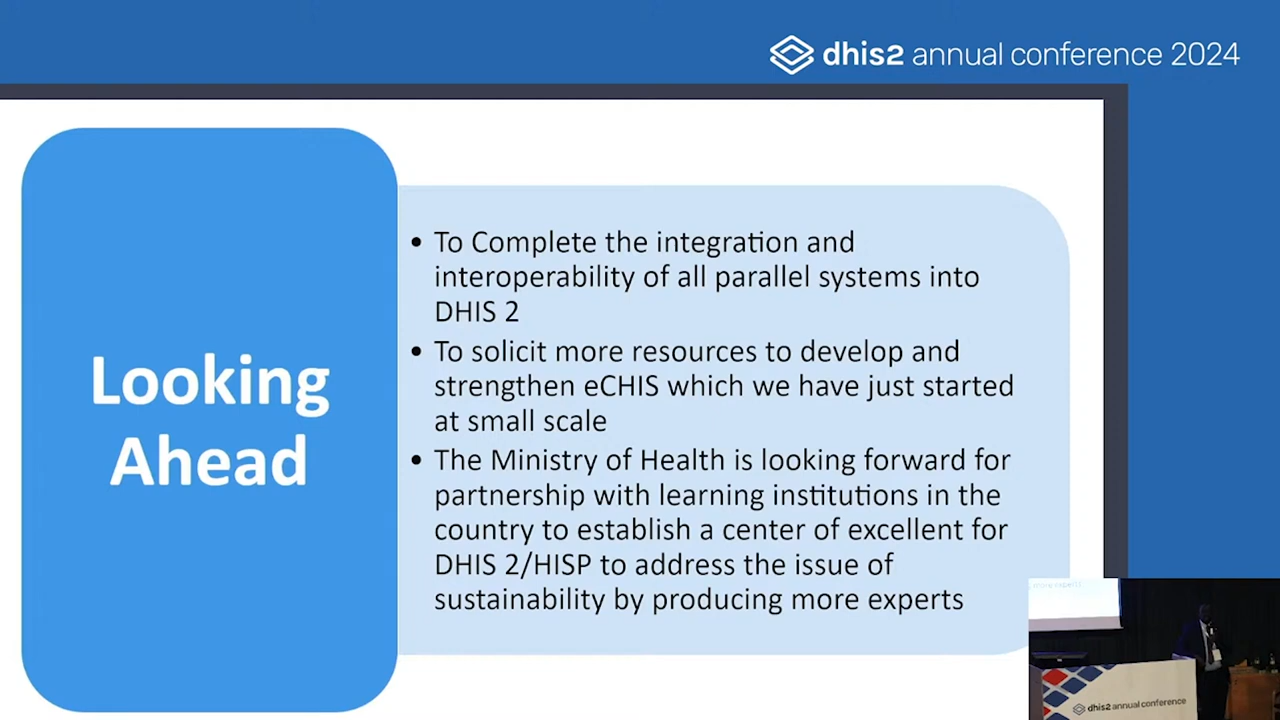 dhis2 annual conference 2024
Looking
Ahead
• To Complete the integration and
interoperability of all parallel systems into
DHIS 2
• To solicit more resources to develop and
strengthen eCHIS which we have just started
at small scale
• The Ministry of Health is looking forward for
partnership with learning institutions in the
country to establish a center of excellent for
DHIS 2/HISP to address the issue of
sustainability by producing more experts
dhis2 annual conference